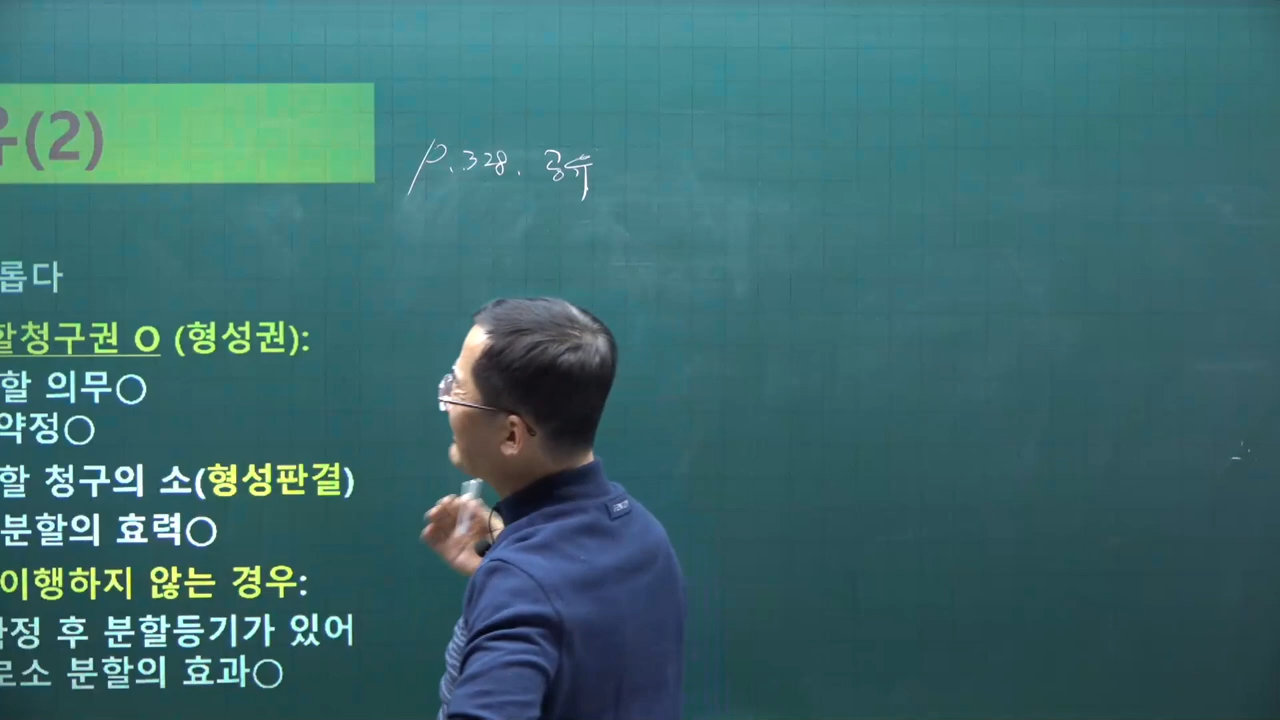 유(2)
p.328. 공유
롭다
할청구권 O (형성권):
할 의무○
약정○
할 청구의 소(형성판결)
분할의 효력○
이행하지 않는 경우:
확정 후 분할등기가 있어
로소 분할의 효과○